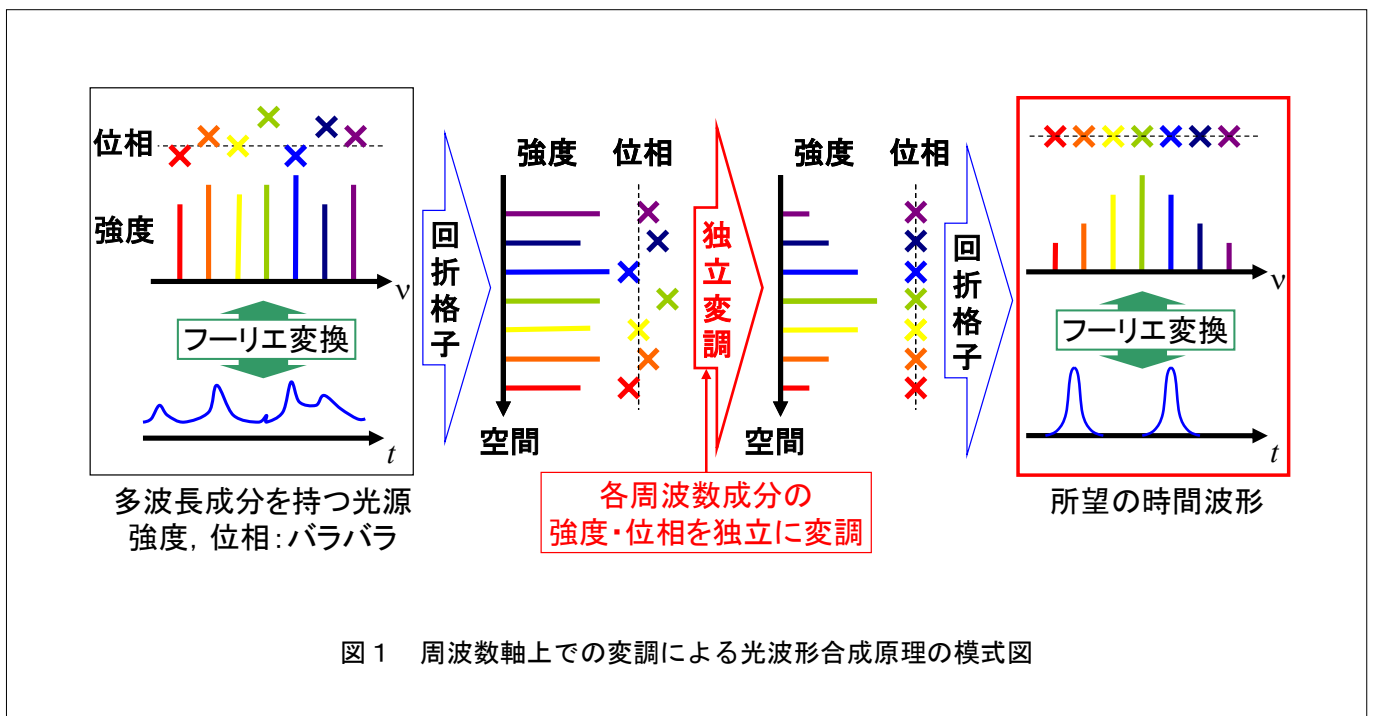 位相
強度
ν
フーリエ変換
t
多波長成分を持つ光源
強度, 位相:バラバラ
回折格子
強度 位相
空間
独立変調
各周波数成分の
強度・位相を独立に変調
強度 位相
空間
回折格子
ν
フーリエ変換
t
所望の時間波形
図1 周波数軸上での変調による光波形合成原理の模式図